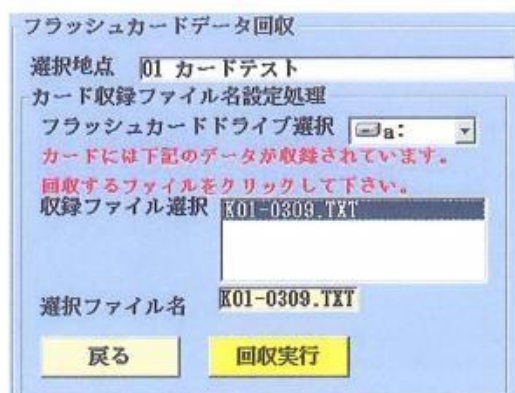 フラッシュカードデータ回収
選択地点 01 カードテスト
カード収録ファイル名設定処理
フラッシュカードドライブ選択 a:
カードには下記のデータが収録されています。
回収するファイルをクリックして下さい。
収録ファイル選択 K01-0309.TXT
選択ファイル名 K01-0309.TXT
戻る 回収実行